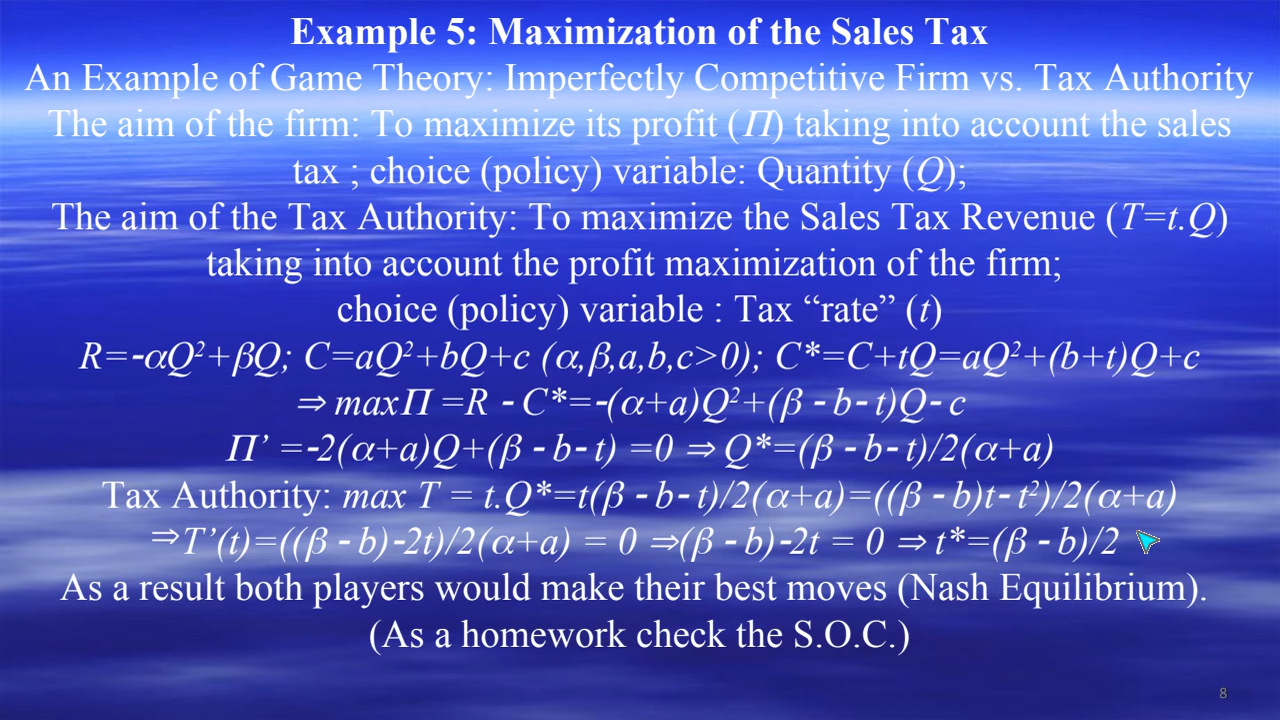 Example 5: Maximization of the Sales Tax
An Example of Game Theory: Imperfectly Competitive Firm vs. Tax Authority
The aim of the firm: To maximize its profit (Π) taking into account the sales
tax ; choice (policy) variable: Quantity (Q);
The aim of the Tax Authority: To maximize the Sales Tax Revenue (T=t.Q)
taking into account the profit maximization of the firm;
choice (policy) variable : Tax “rate” (t)
R=-αQ²+βQ; C=aQ²+bQ+c (α,β,a,b,c>0); C*=C+tQ=aQ²+(b+t)Q+c
⇒ maxΠ =R - C*=-(α+a)Q²+(β - b- t)Q- c
Π’ =-2(α+a)Q+(β - b- t) =0 ⇒ Q*=(β - b- t)/2(α+a)
Tax Authority: max T = t.Q*=t(β - b- t)/2(α+a)=((β - b)t- t²)/2(α+a)
⇒T’(t)=((β - b)-2t)/2(α+a) = 0 ⇒(β - b)-2t = 0 ⇒ t*=(β - b)/2
As a result both players would make their best moves (Nash Equilibrium).
(As a homework check the S.O.C.)
8